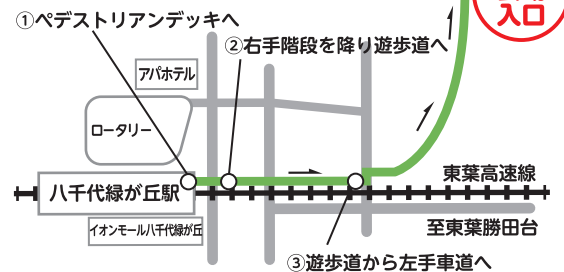 ①ペデストリアンデッキへ
入口
②右手階段を降り遊歩道へ
アパホテル
ロータリー
東葉高速線
八千代緑が丘駅
至東葉勝田台
イオンモール八千代緑が丘
③遊歩道から左手車道へ